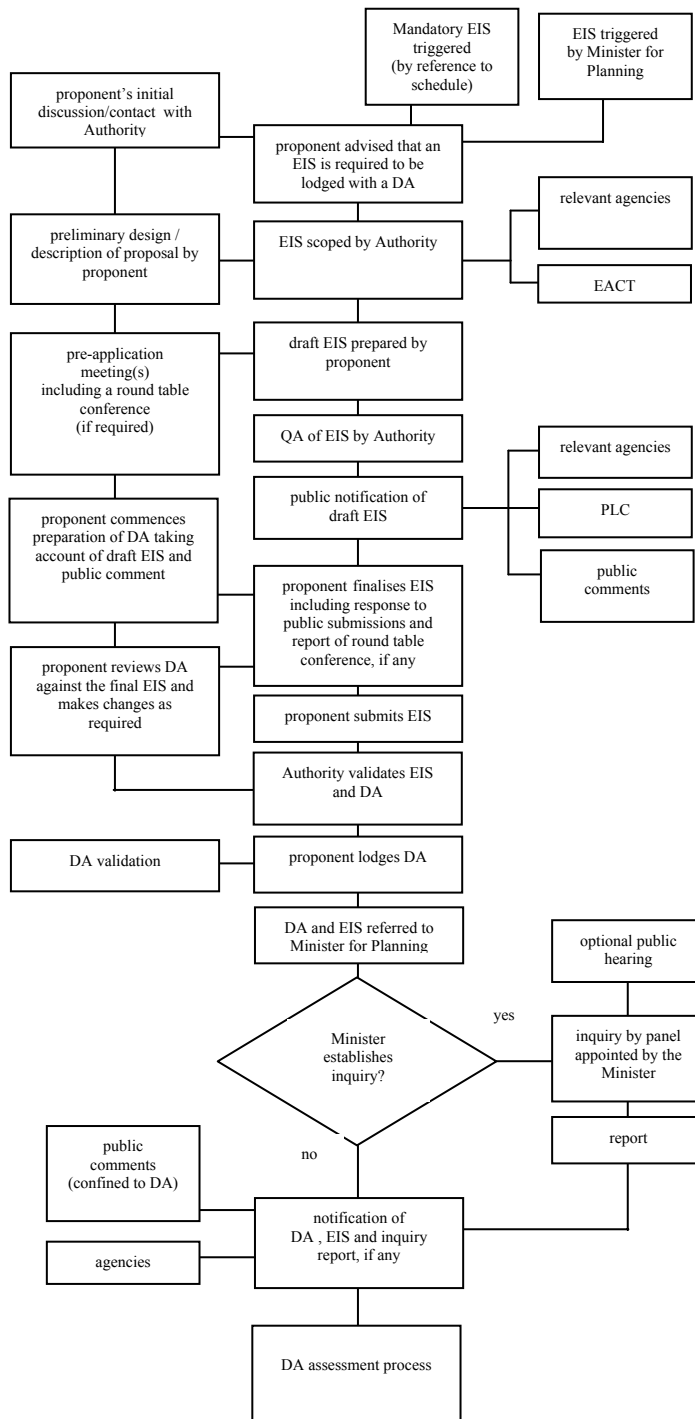 Mandatory EIS
triggered
(by reference to
schedule)
EIS triggered
by Minister for
Planning
proponent's initial
discussion/contact with
Authority
proponent advised that an
EIS is required to be
lodged with a DA
preliminary design /
description of proposal by
proponent
EIS scoped by Authority
relevant agencies
EACT
pre-application
meeting(s)
including a round table
conference
(if required)
draft EIS prepared by
proponent
QA of EIS by Authority
relevant agencies
public notification of
draft EIS
PLC
public
comments
proponent commences
preparation of DA taking
account of draft EIS and
public comment
proponent finalises EIS
including response to
public submissions and
report of round table
conference, if any
proponent reviews DA
against the final EIS and
makes changes as
required
proponent submits EIS
Authority validates EIS
and DA
DA validation
proponent lodges DA
DA and EIS referred to
Minister for Planning
optional public
hearing
Minister
establishes
inquiry?
yes
inquiry by panel
appointed by the
Minister
report
no
public
comments
(confined to DA)
agencies
notification of
DA , EIS and inquiry
report, if any
DA assessment process